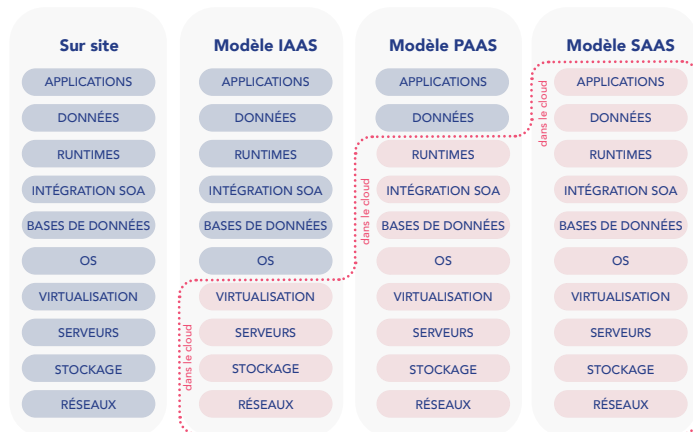 Sur site
APPLICATIONS
DONNÉES
RUNTIMES
INTÉGRATION SOA
BASES DE DONNÉES
OS
VIRTUALISATION
SERVEURS
STOCKAGE
RÉSEAUX
Modèle IAAS
APPLICATIONS
DONNÉES
RUNTIMES
INTÉGRATION SOA
BASES DE DONNÉES
OS
dans le cloud
VIRTUALISATION
SERVEURS
STOCKAGE
RÉSEAUX
Modèle PAAS
APPLICATIONS
DONNÉES
dans le cloud
RUNTIMES
INTÉGRATION SOA
BASES DE DONNÉES
OS
VIRTUALISATION
SERVEURS
STOCKAGE
RÉSEAUX
Modèle SAAS
dans le cloud
APPLICATIONS
DONNÉES
RUNTIMES
INTÉGRATION SOA
BASES DE DONNÉES
OS
VIRTUALISATION
SERVEURS
STOCKAGE
RÉSEAUX